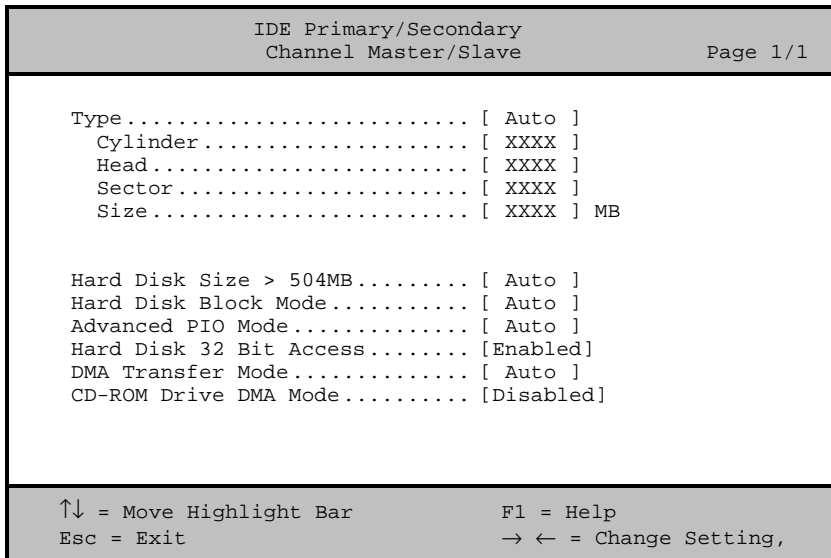 IDE Primary/Secondary
Channel Master/Slave Page 1/1
Type........................... [ Auto ]
Cylinder..................... [ XXXX ]
Head......................... [ XXXX ]
Sector....................... [ XXXX ]
Size......................... [ XXXX ] MB
Hard Disk Size > 504MB......... [ Auto ]
Hard Disk Block Mode........... [ Auto ]
Advanced PIO Mode.............. [ Auto ]
Hard Disk 32 Bit Access........ [Enabled]
DMA Transfer Mode.............. [ Auto ]
CD-ROM Drive DMA Mode.......... [Disabled]
↑↓ = Move Highlight Bar F1 = Help
Esc = Exit → ← = Change Setting,